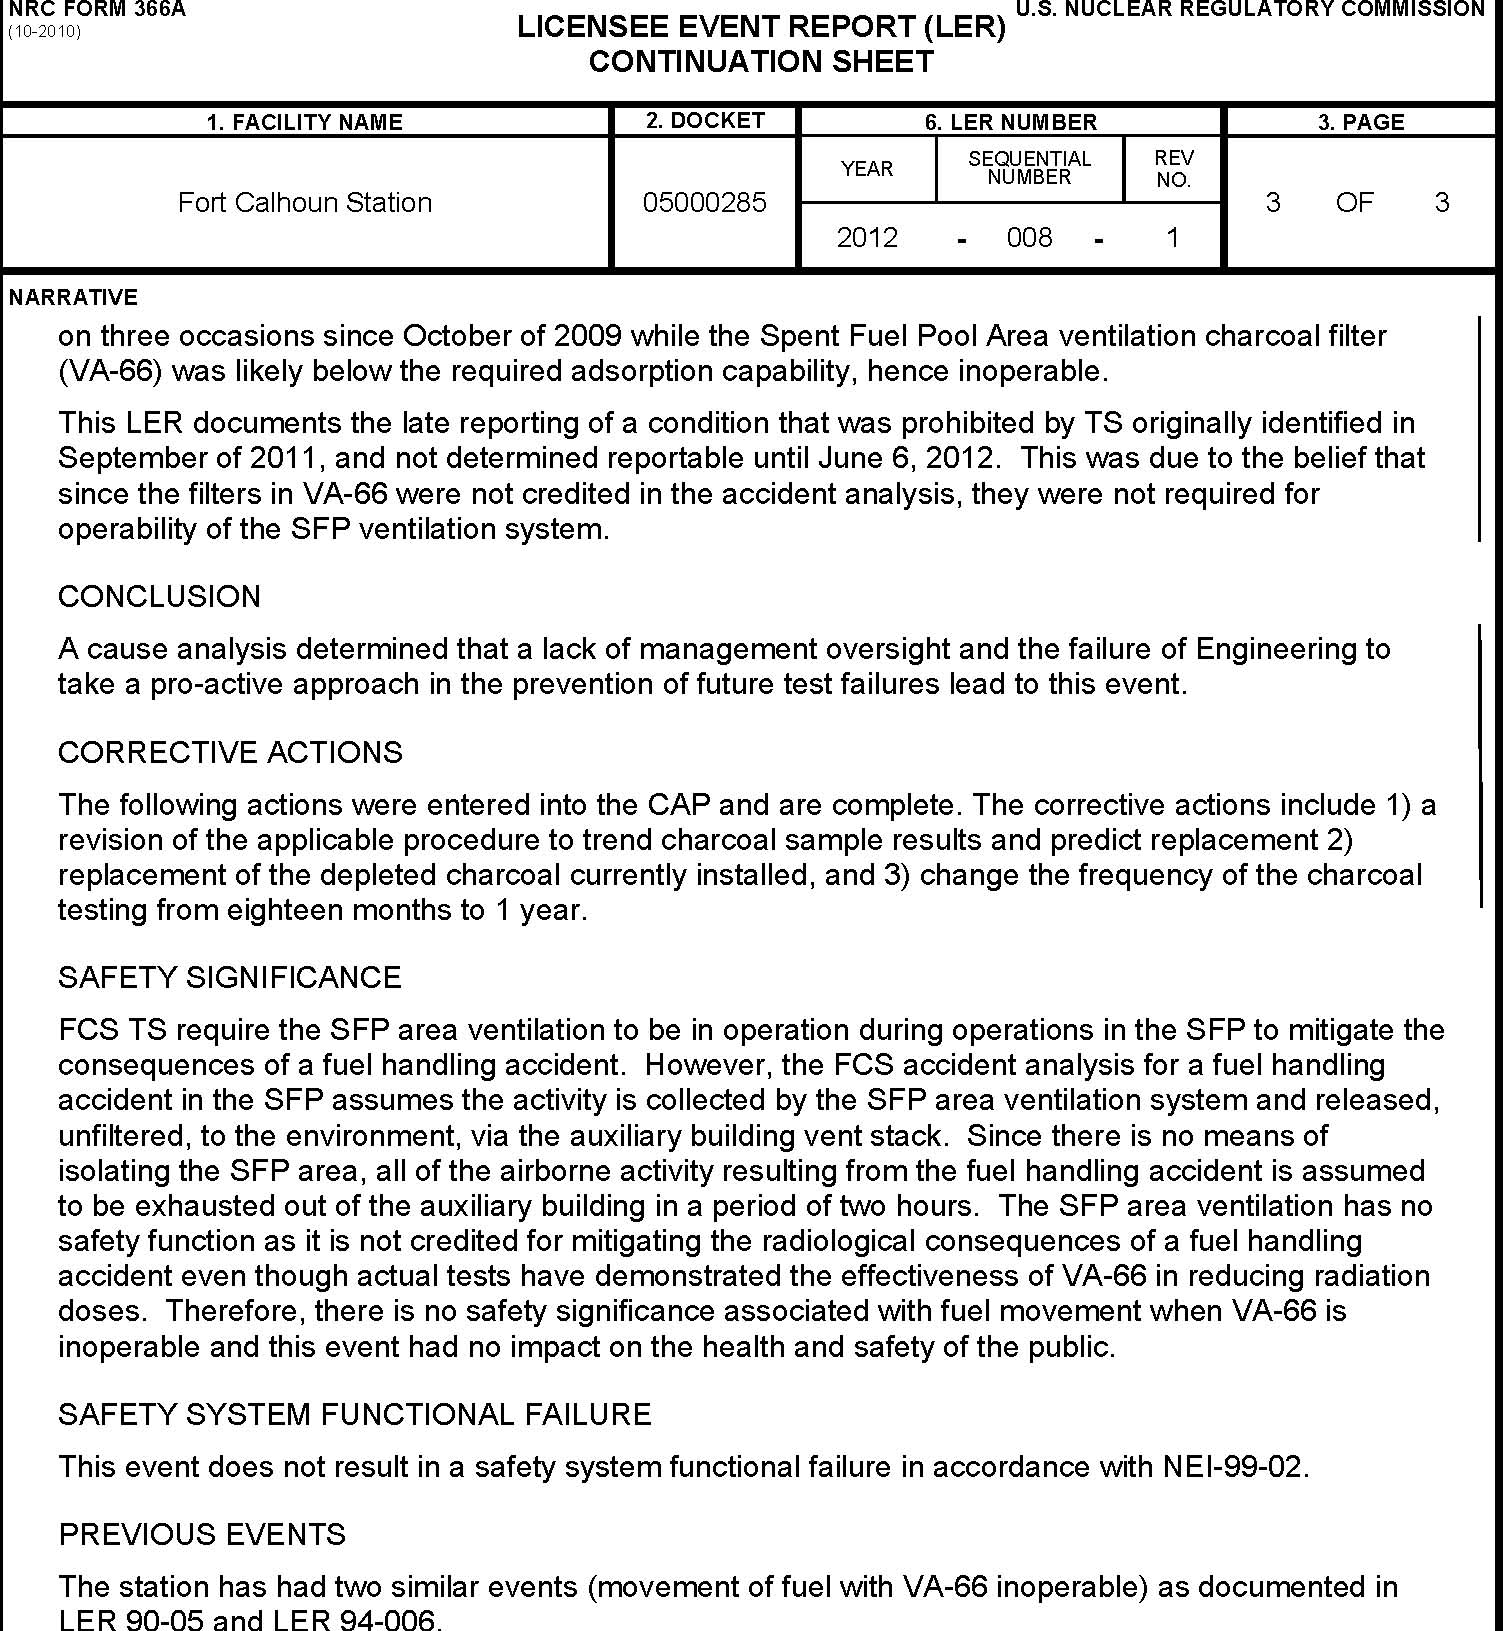 NRC FORM 366A
(10-2010)
U.S. NUCLEAR REGULATORY COMMISSION
LICENSEE EVENT REPORT (LER)
CONTINUATION SHEET
1. FACILITY NAME
2. DOCKET
6. LER NUMBER
3. PAGE
Fort Calhoun Station
05000285
YEAR
SEQUENTIAL
NUMBER
REV
NO.
3 OF 3
2012 - 008 - 1
NARRATIVE
on three occasions since October of 2009 while the Spent Fuel Pool Area ventilation charcoal filter
(VA-66) was likely below the required adsorption capability, hence inoperable.
This LER documents the late reporting of a condition that was prohibited by TS originally identified in
September of 2011, and not determined reportable until June 6, 2012.  This was due to the belief that
since the filters in VA-66 were not credited in the accident analysis, they were not required for
operability of the SFP ventilation system.
CONCLUSION
A cause analysis determined that a lack of management oversight and the failure of Engineering to
take a pro-active approach in the prevention of future test failures lead to this event.
CORRECTIVE ACTIONS
The following actions were entered into the CAP and are complete. The corrective actions include 1) a
revision of the applicable procedure to trend charcoal sample results and predict replacement 2)
replacement of the depleted charcoal currently installed, and 3) change the frequency of the charcoal
testing from eighteen months to 1 year.
SAFETY SIGNIFICANCE
FCS TS require the SFP area ventilation to be in operation during operations in the SFP to mitigate the
consequences of a fuel handling accident.  However, the FCS accident analysis for a fuel handling
accident in the SFP assumes the activity is collected by the SFP area ventilation system and released,
unfiltered, to the environment, via the auxiliary building vent stack.  Since there is no means of
isolating the SFP area, all of the airborne activity resulting from the fuel handling accident is assumed
to be exhausted out of the auxiliary building in a period of two hours.  The SFP area ventilation has no
safety function as it is not credited for mitigating the radiological consequences of a fuel handling
accident even though actual tests have demonstrated the effectiveness of VA-66 in reducing radiation
doses.  Therefore, there is no safety significance associated with fuel movement when VA-66 is
inoperable and this event had no impact on the health and safety of the public.
SAFETY SYSTEM FUNCTIONAL FAILURE
This event does not result in a safety system functional failure in accordance with NEI-99-02.
PREVIOUS EVENTS
The station has had two similar events (movement of fuel with VA-66 inoperable) as documented in
LER 90-05 and LER 94-006.